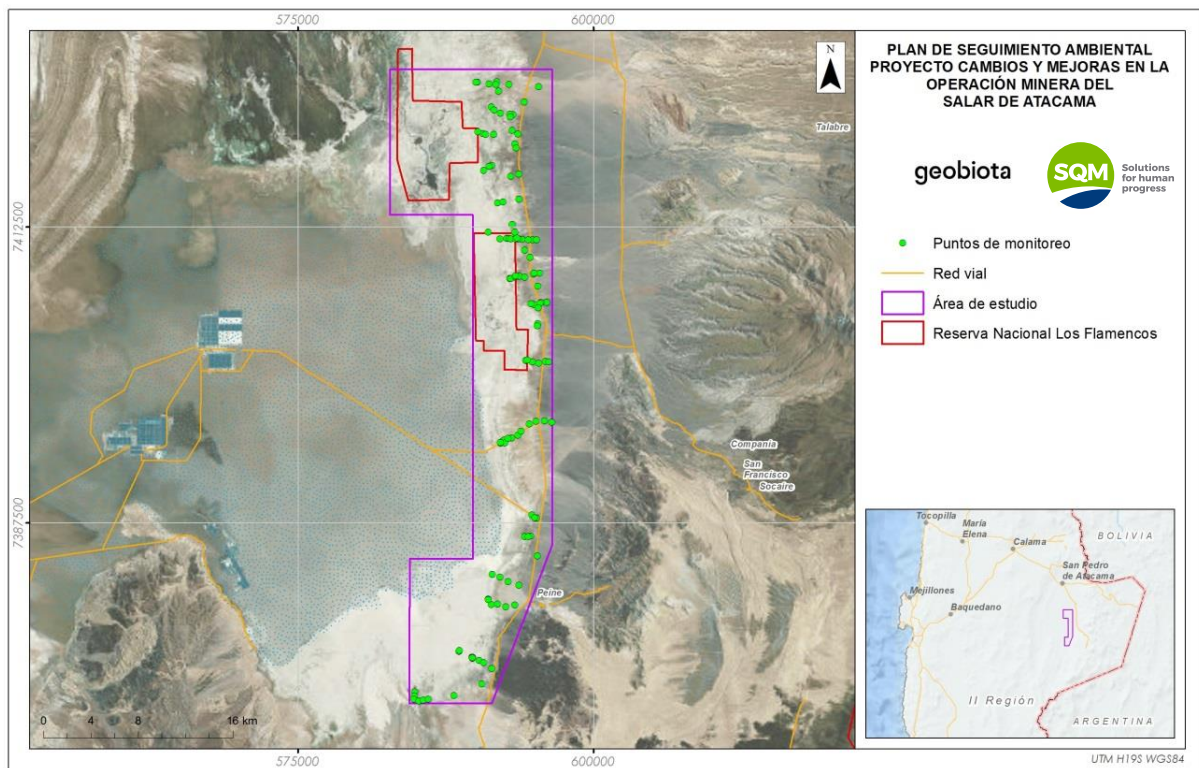 575000
600000
7412500
7387500
N
Talabre
Compania
San
Francisco
Socaire
Peine
0 4 8 16 km
575000
600000
PLAN DE SEGUIMIENTO AMBIENTAL
PROYECTO CAMBIOS Y MEJORAS EN LA
OPERACIÓN MINERA DEL
SALAR DE ATACAMA
geobiota
SQM
Solutions
for human
progress
Puntos de monitoreo
Red vial
Área de estudio
Reserva Nacional Los Flamencos
Tocopilla
María
Elena
Calama
BOLIVIA
San Pedro
de Atacama
Mejillones
Baquedano
II Región
ARGENTINA
UTM H19S WGS84